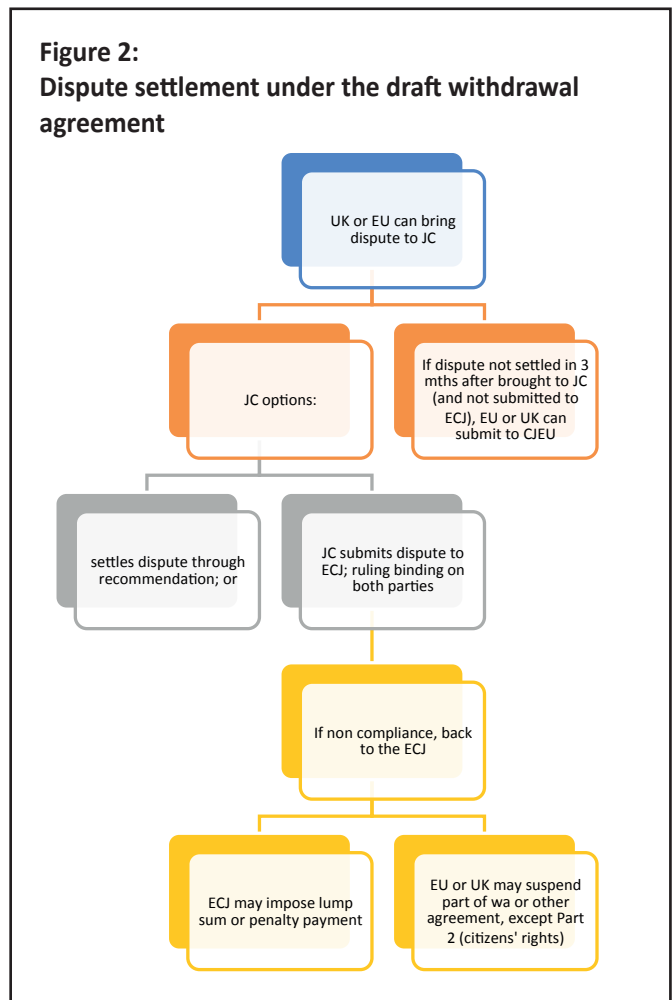 Figure 2:
Dispute settlement under the draft withdrawal
agreement
UK or EU can bring
dispute to JC
JC options:
If dispute not settled in 3
mths after brought to JC
(and not submitted to
ECJ), EU or UK can
submit to CJEU
settles dispute through
recommendation; or
JC submits dispute to
ECJ; ruling binding on
both parties
If non compliance, back
to the ECJ
ECJ may impose lump
sum or penalty payment
EU or UK may suspend
part of wa or other
agreement, except Part
2 (citizens' rights)